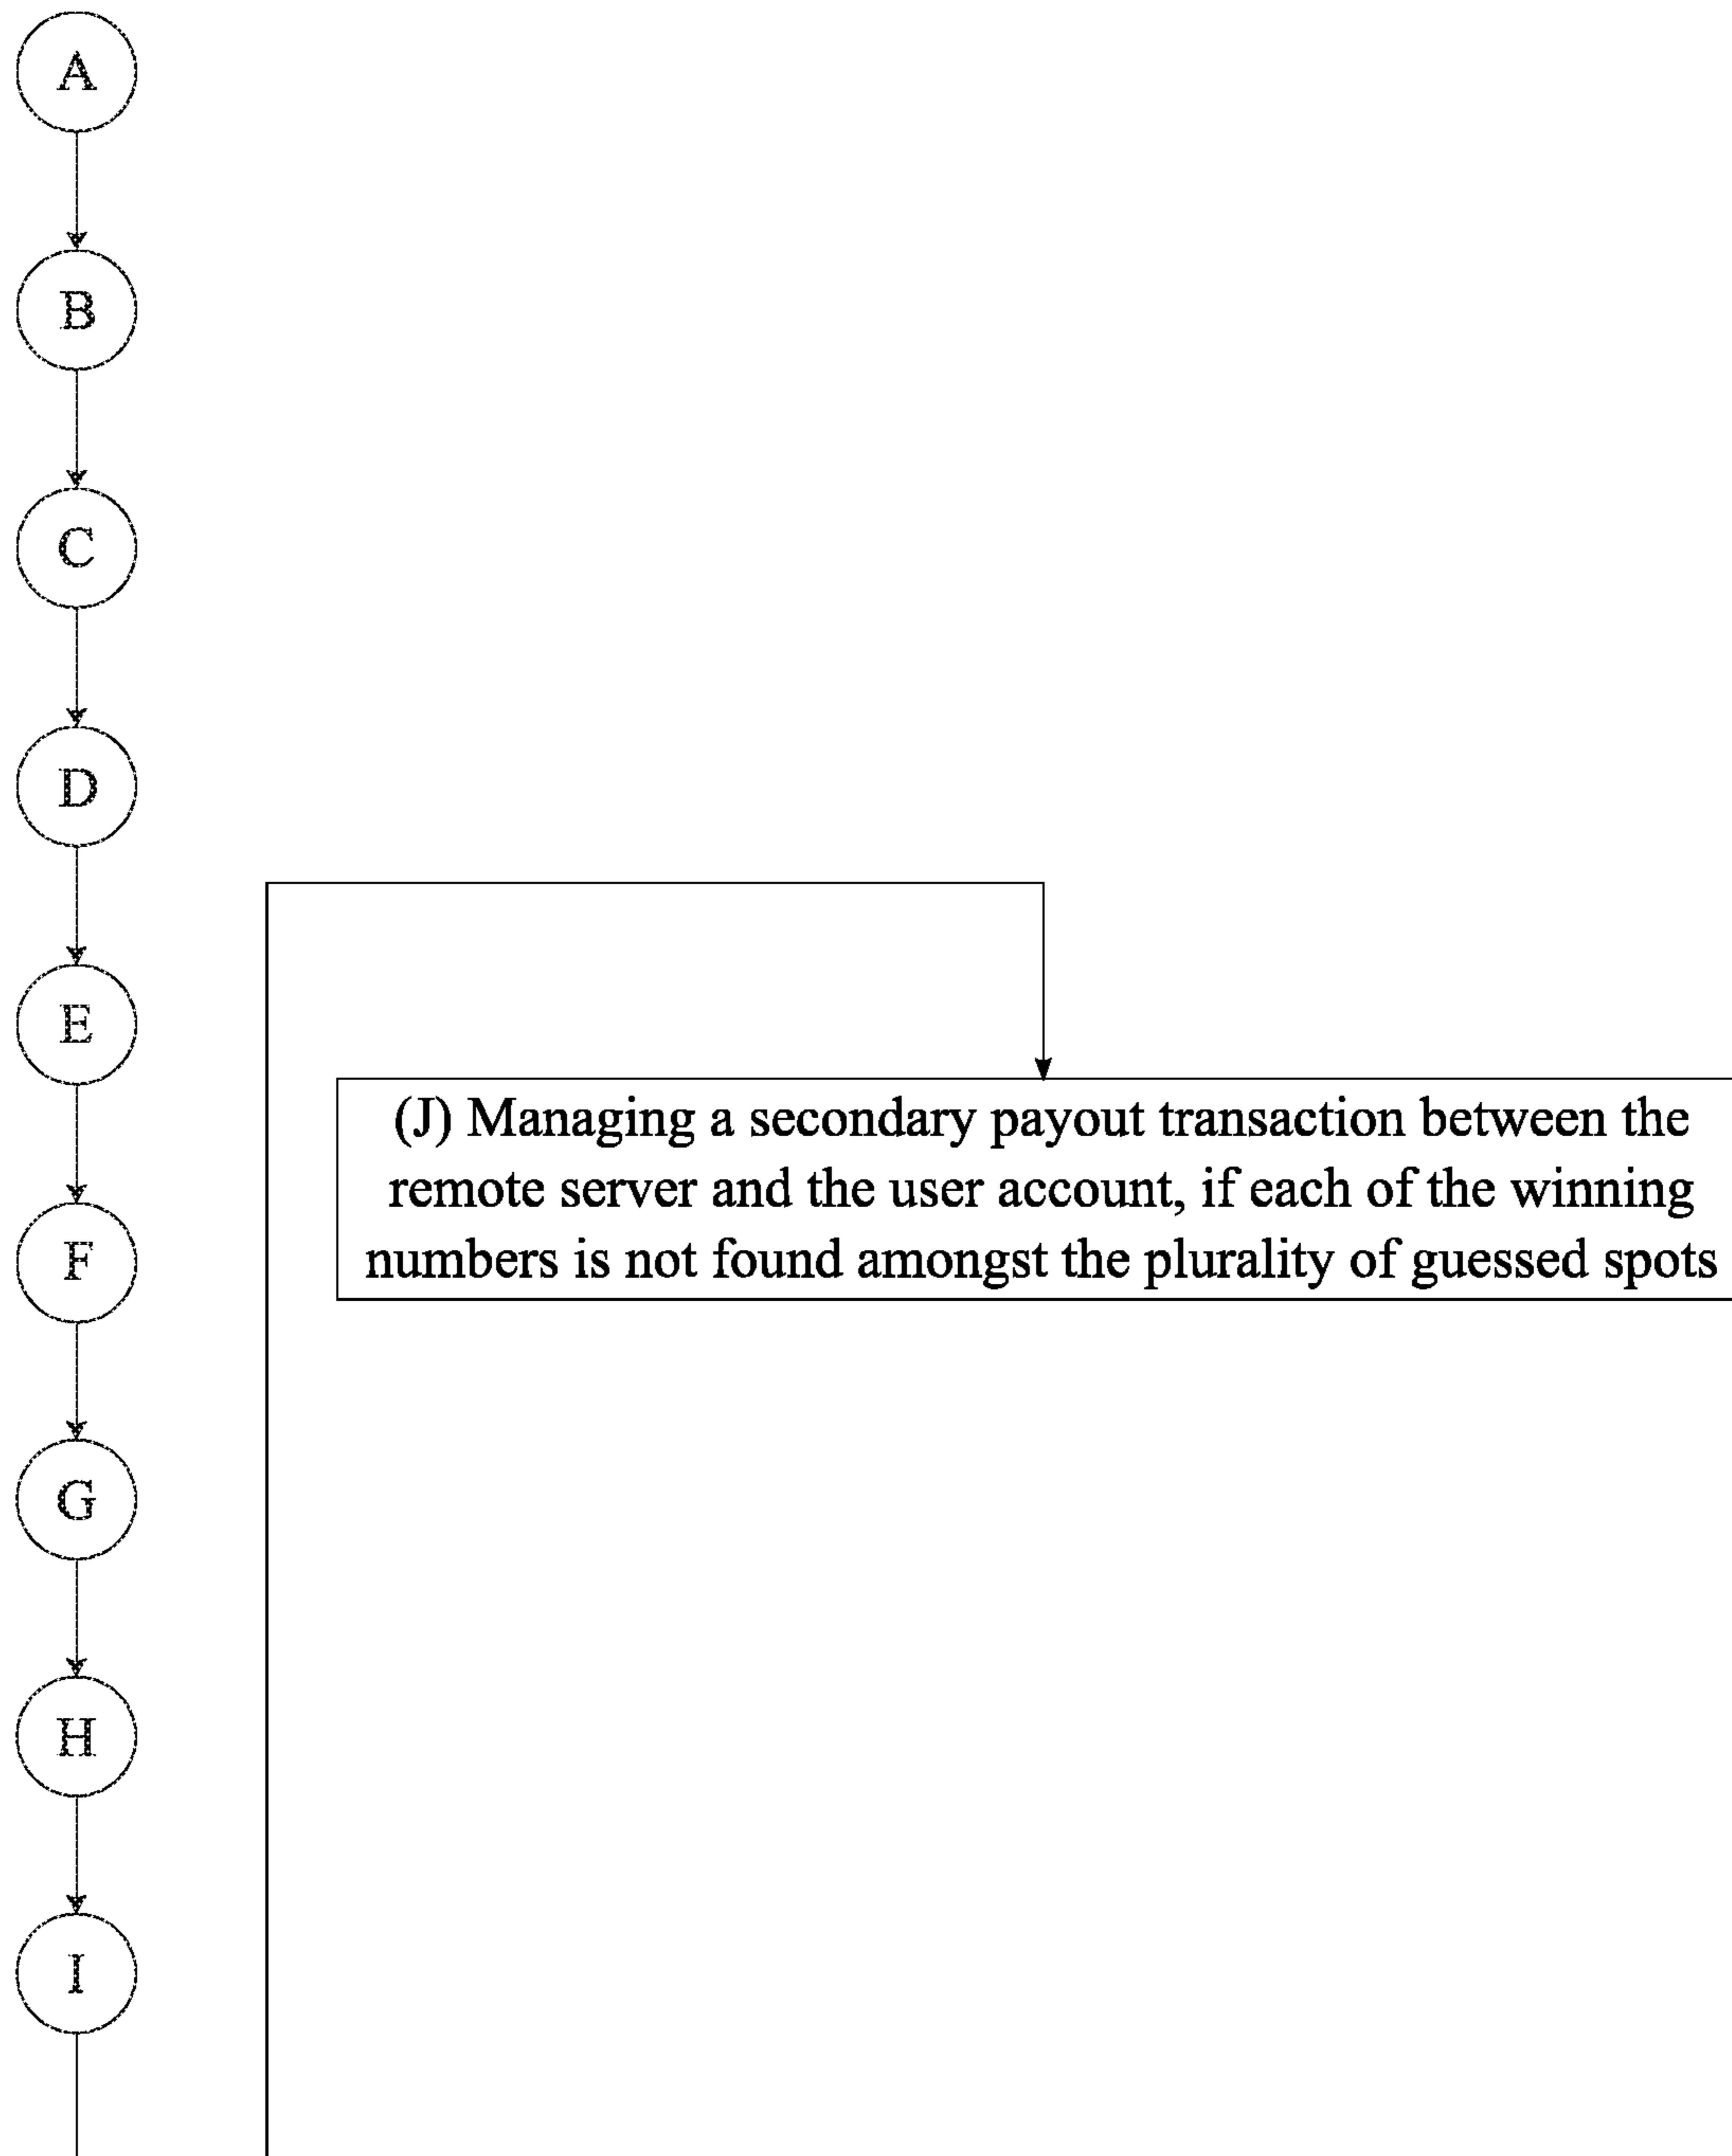 A
B
C
D
E
F
G
H
I
(J) Managing a secondary payout transaction between the
remote server and the user account, if each of the winning
numbers is not found amongst the plurality of guessed spots